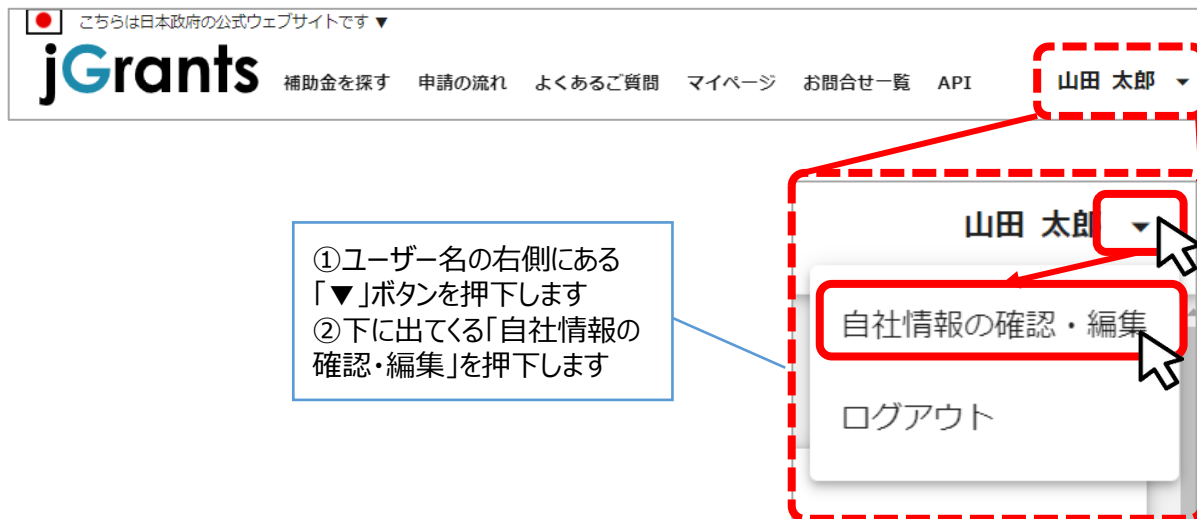 こちらは日本政府の公式ウェブサイトです ▼
jGrants 補助金を探す 申請の流れ よくあるご質問 マイページ お問合せ一覧 API 山田 太郎 ▼
山田 太郎 ▼
①ユーザー名の右側にある
「▼」ボタンを押下します
②下に出てくる「自社情報の
確認・編集」を押下します
自社情報の確認・編集
ログアウト